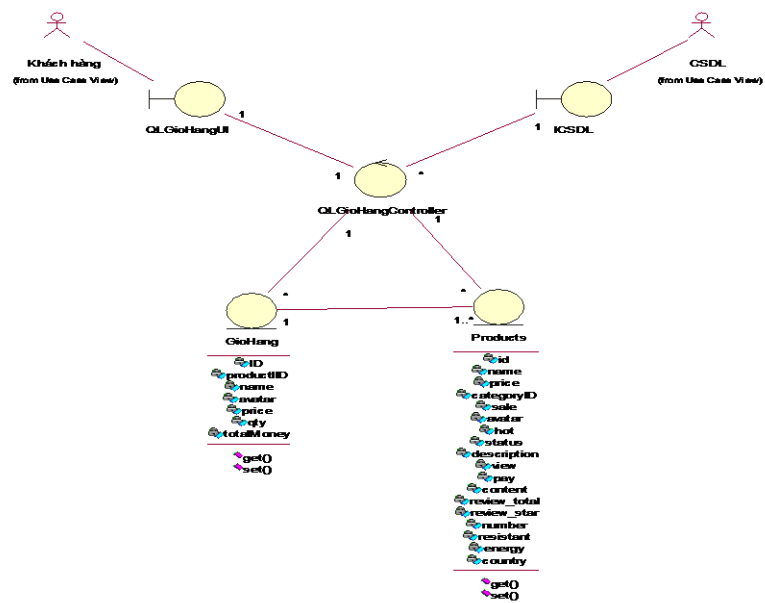 Khách hàng
(from Use Case View)
CSDL
(from Use Case View)
QLGioHangUI
1
ICSDL
1
1
*
QLGioHangController
1
1
*
*
1
1..*
GioHang
ID
productIID
name
avatar
price
qty
totalMoney
get()
set()
Products
id
name
price
categoryID
sale
avatar
hot
status
description
view
pay
content
review_total
review_star
number
resistant
energy
country
get()
set()